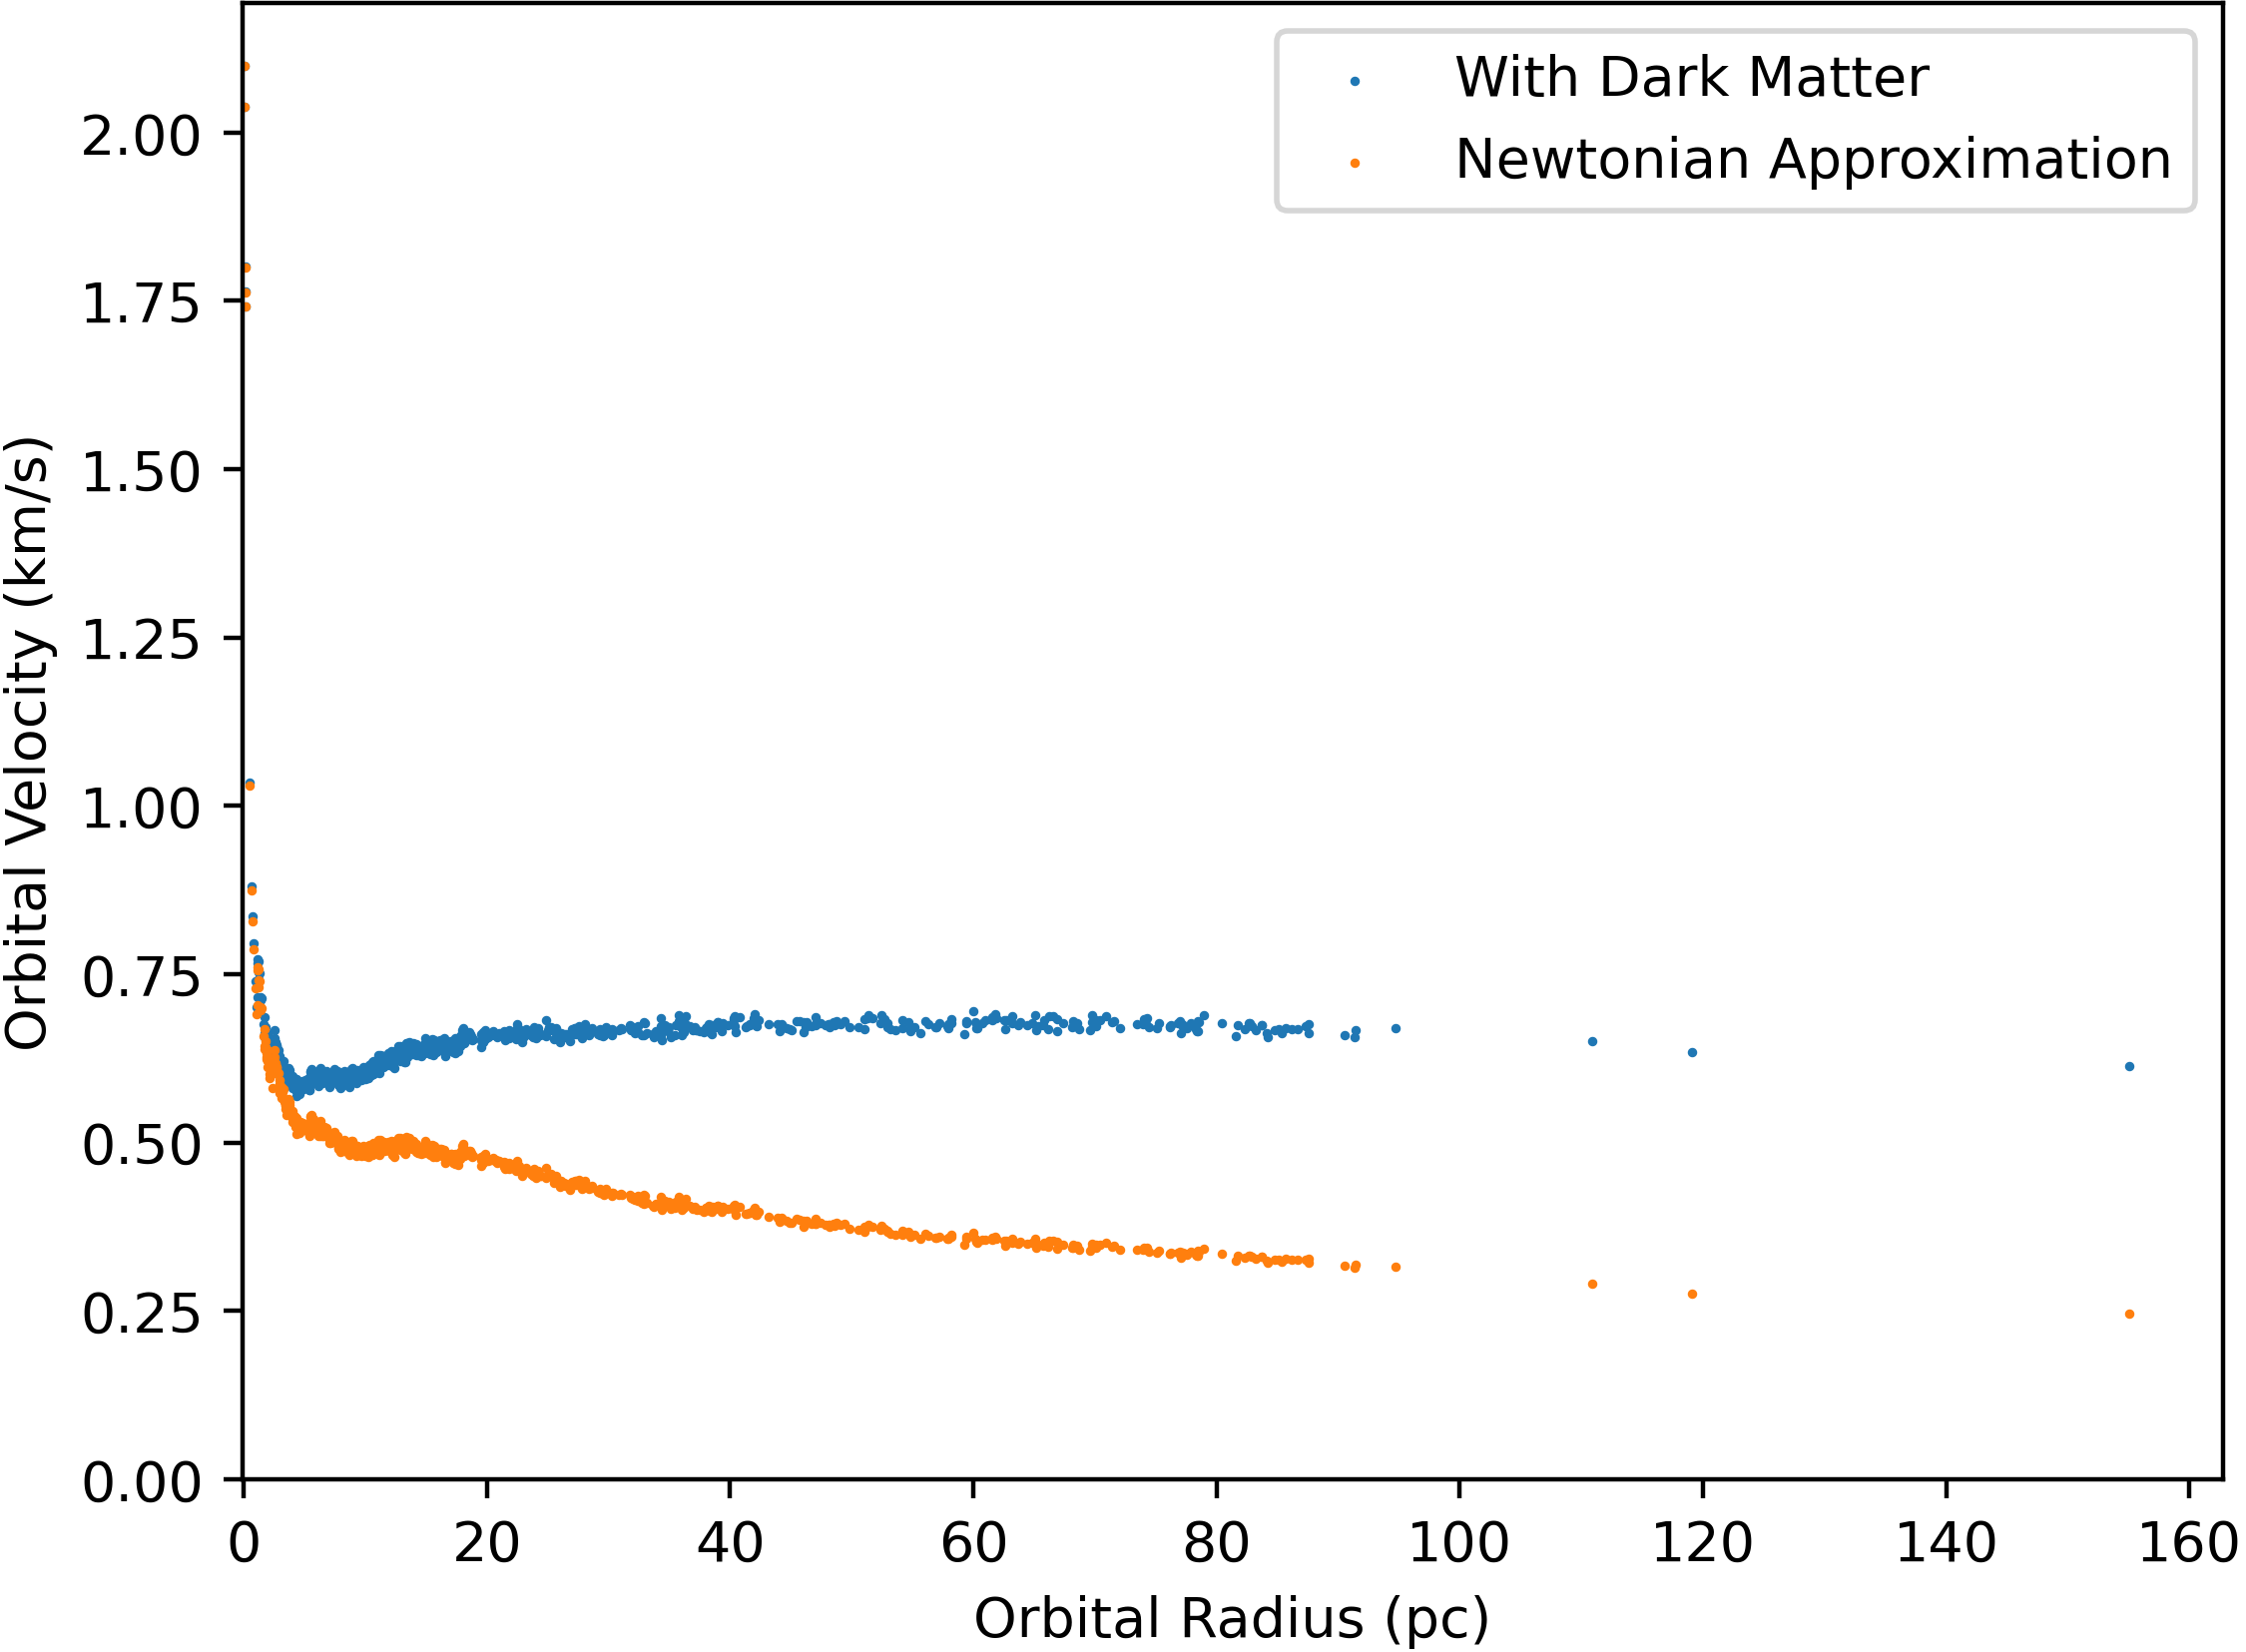 With Dark Matter
Newtonian Approximation
Orbital Velocity (km/s)
2.00
1.75
1.50
1.25
1.00
0.75
0.50
0.25
0.00
0 20 40 60 80 100 120 140 160
Orbital Radius (pc)